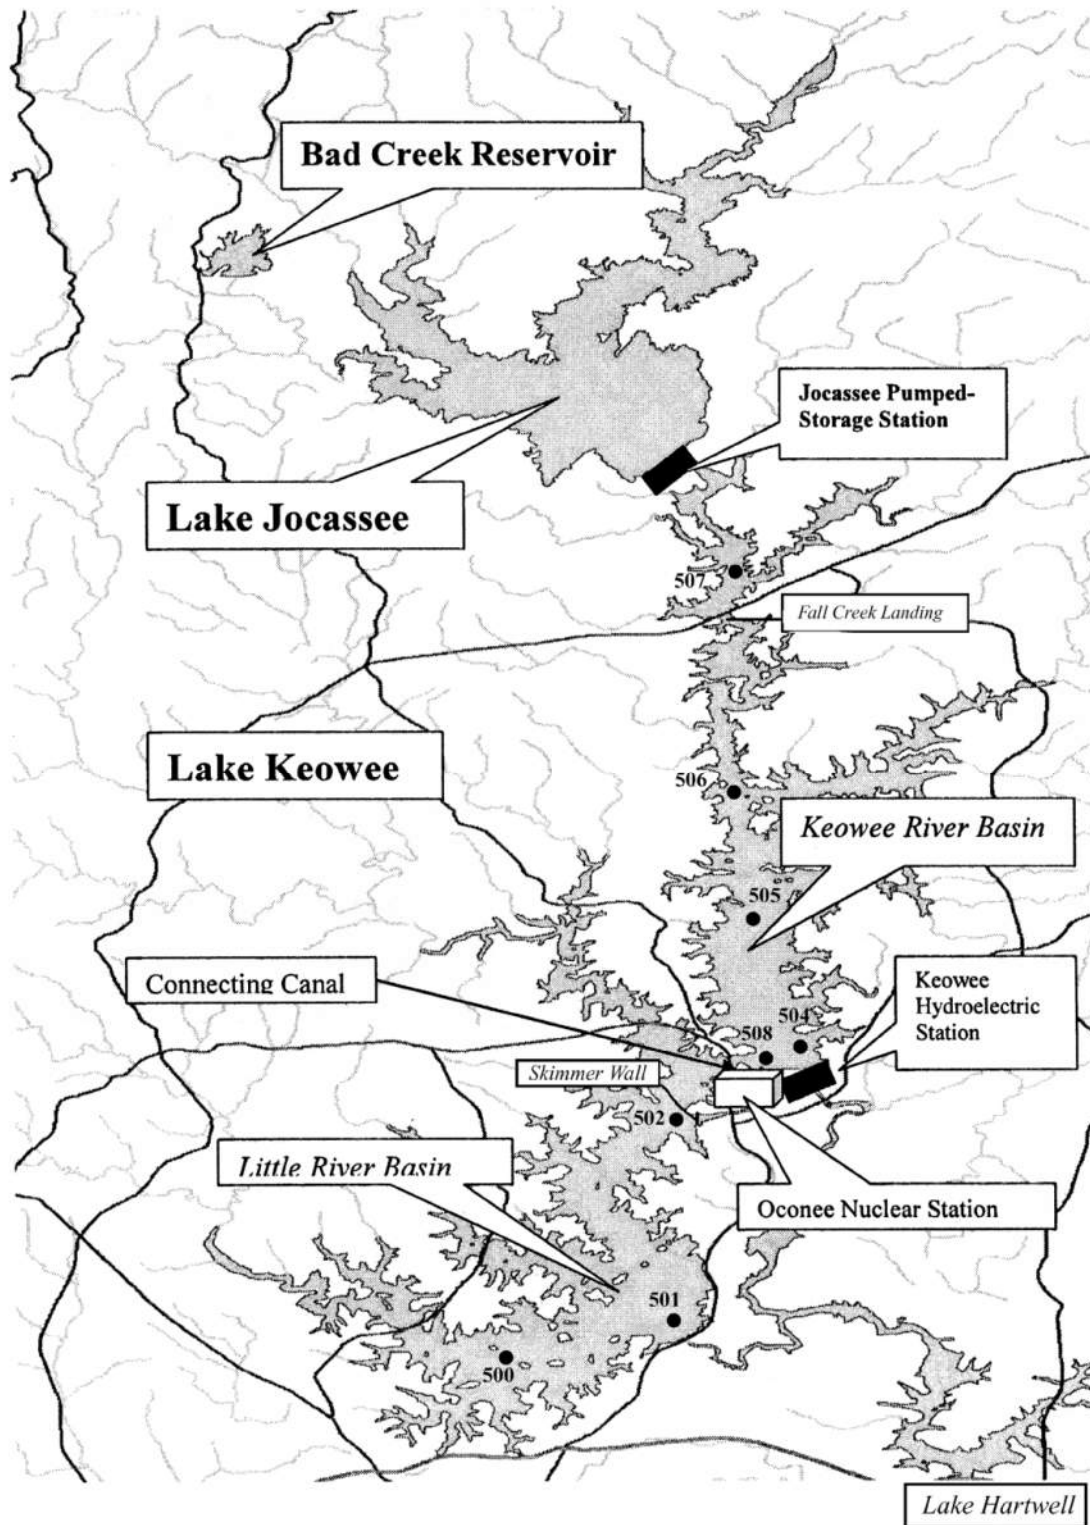 Bad Creek Reservoir
Jocassee Pumped-
Storage Station
Lake Jocassee
507
Fall Creek Landing
Lake Keowee
506
Keowee River Basin
505
Connecting Canal
Keowee
Hydroelectric
Station
504
508
Skimmer Wall
502
Little River Basin
Oconee Nuclear Station
501
500
Lake Hartwell